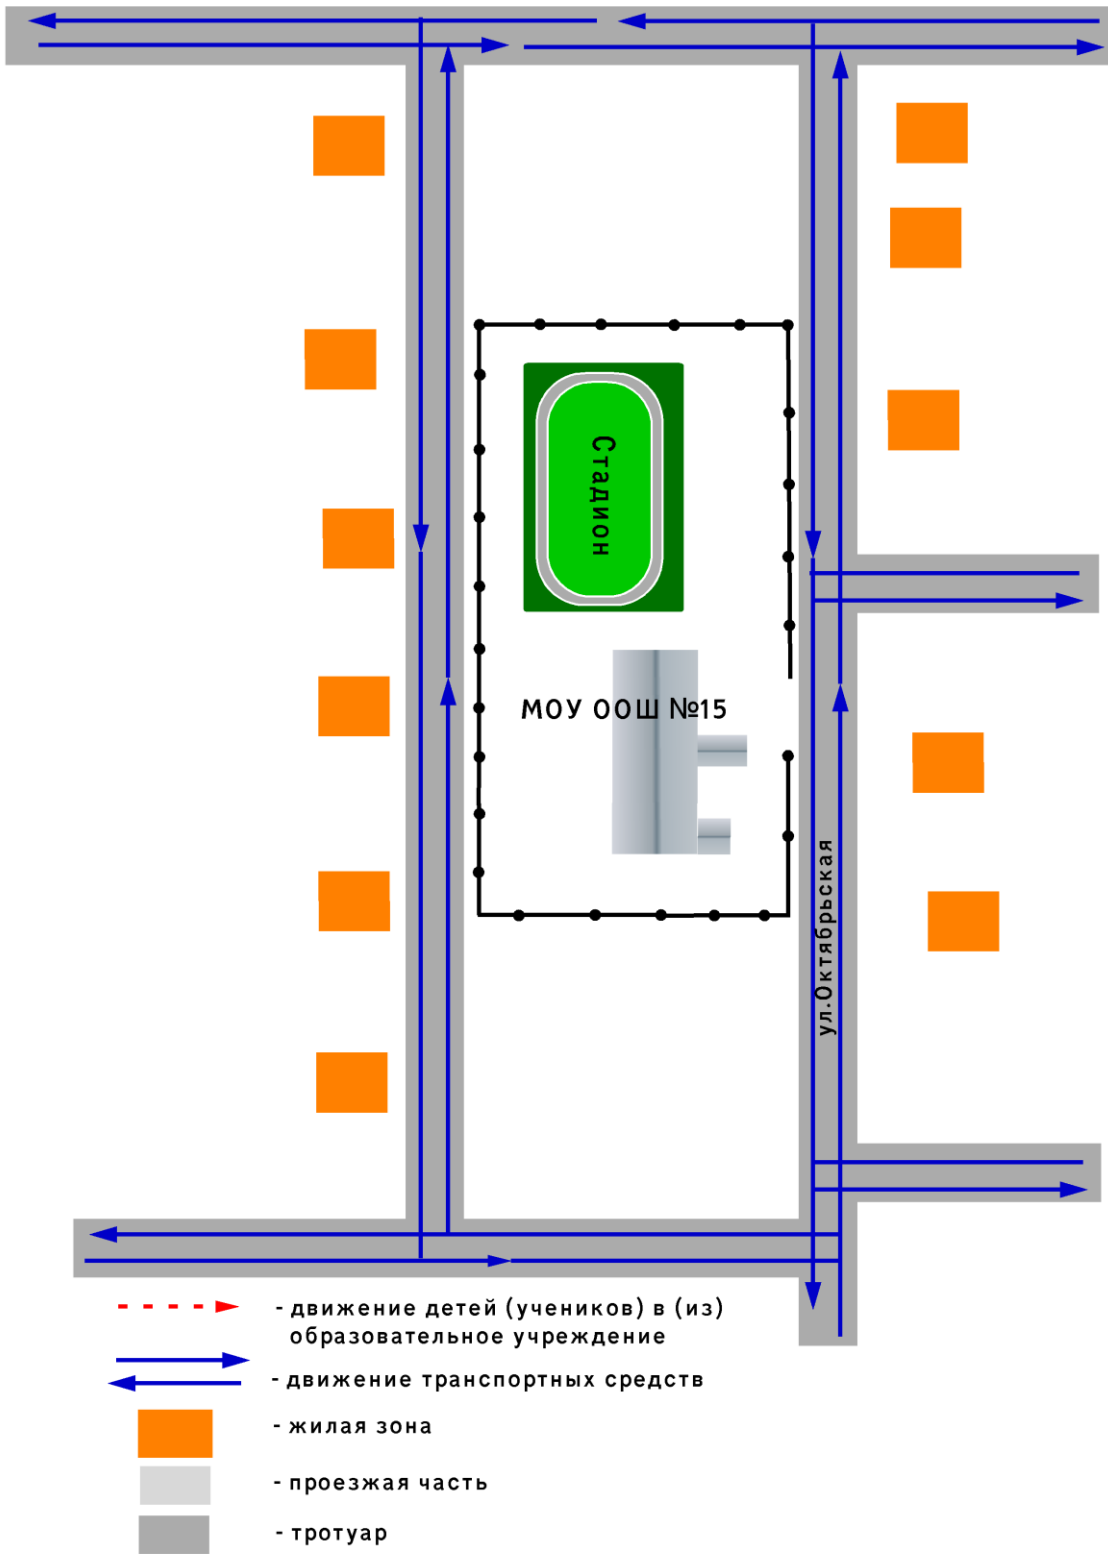 Стадион
МОУ ООШ №15
ул.Октябрьская
- движение детей (учеников) в (из)
образовательное учреждение
- движение транспортных средств
- жилая зона
- проезжая часть
- тротуар